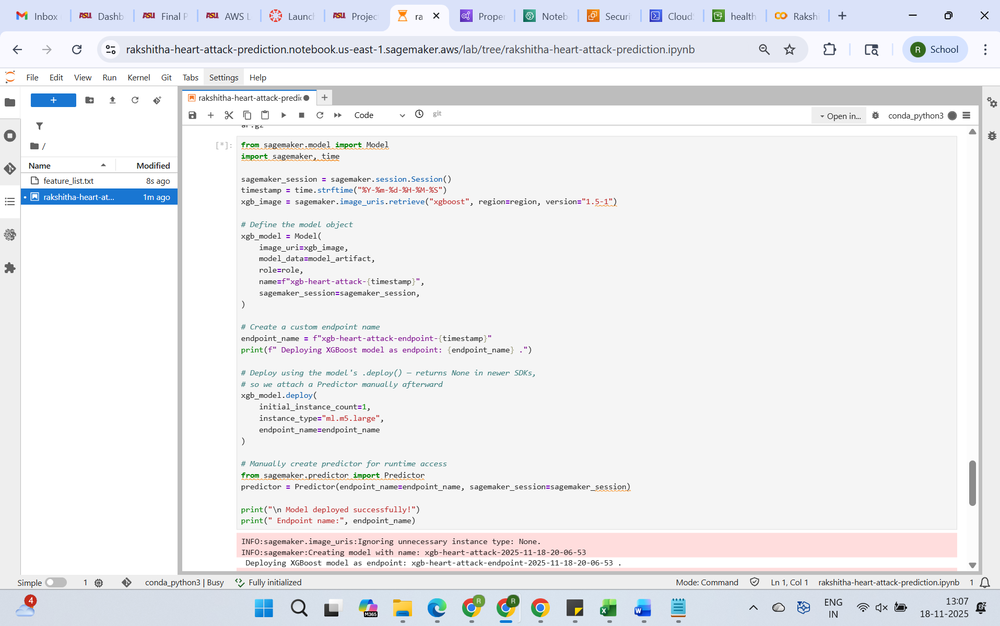 Inbox
Dashb
Final P
AWS L
Launch
Projec
ra
Proper
Noteb
Securi
Cloud
health
Rakshi
rakshitha-heart-attack-prediction.notebook.us-east-1.sagemaker.aws/lab/tree/rakshitha-heart-attack-prediction.ipynb
R School
File Edit View Run Kernel Git Tabs Settings Help
rakshitha-heart-attack-predic
Code
git
Open in...
conda_python3
/
Name Modified
feature_list.txt 8s ago
rakshitha-heart-at... 1m ago
ar.gz
[*]:
from sagemaker.model import Model
import sagemaker, time
sagemaker_session = sagemaker.session.Session()
timestamp = time.strftime("%Y-%m-%d-%H-%M-%S")
xgb_image = sagemaker.image_uris.retrieve("xgboost", region=region, version="1.5-1")
# Define the model object
xgb_model = Model(
    image_uri=xgb_image,
    model_data=model_artifact,
    role=role,
    name=f"xgb-heart-attack-{timestamp}",
    sagemaker_session=sagemaker_session,
)
# Create a custom endpoint name
endpoint_name = f"xgb-heart-attack-endpoint-{timestamp}"
print(f" Deploying XGBoost model as endpoint: {endpoint_name} .")
# Deploy using the model's .deploy() — returns None in newer SDKs,
# so we attach a Predictor manually afterward
xgb_model.deploy(
    initial_instance_count=1,
    instance_type="ml.m5.large",
    endpoint_name=endpoint_name
)
# Manually create predictor for runtime access
from sagemaker.predictor import Predictor
predictor = Predictor(endpoint_name=endpoint_name, sagemaker_session=sagemaker_session)
print("\n Model deployed successfully!")
print(" Endpoint name:", endpoint_name)
INFO:sagemaker.image_uris:Ignoring unnecessary instance type: None.
INFO:sagemaker:Creating model with name: xgb-heart-attack-2025-11-18-20-06-53
Deploying XGBoost model as endpoint: xgb-heart-attack-endpoint-2025-11-18-20-06-53 .
Simple 1 conda_python3 | Busy Fully initialized Mode: Command Ln 1, Col 1 rakshitha-heart-attack-prediction.ipynb 1
4
M365
R
R
ENG
IN
13:07
18-11-2025